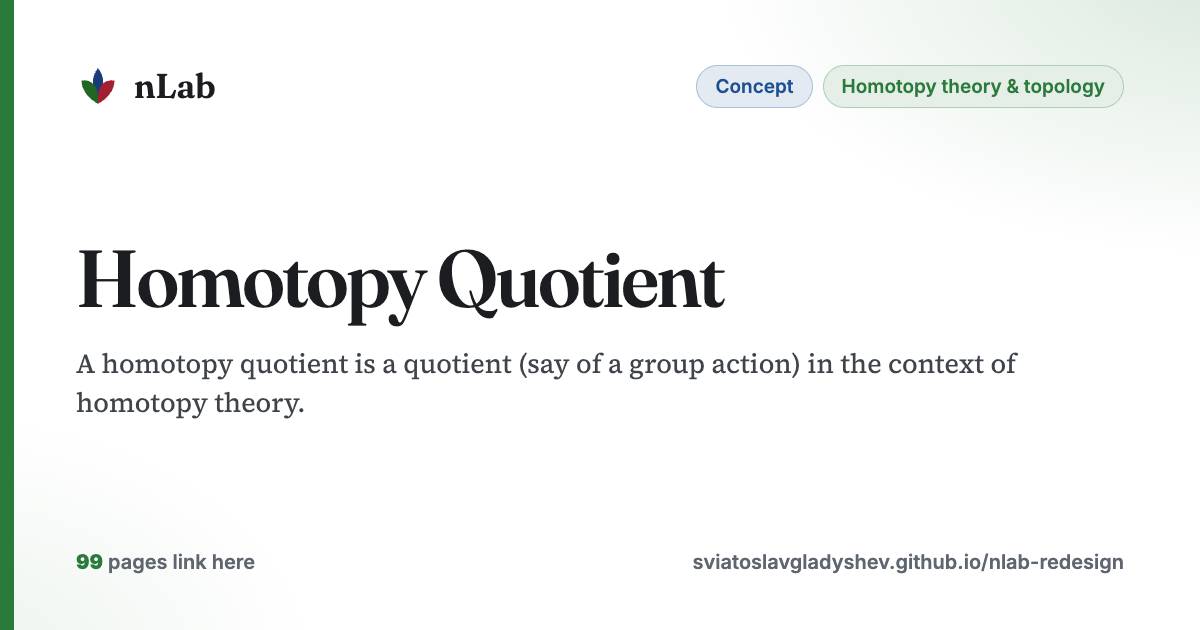 nLab
Concept
Homotopy theory & topology
Homotopy Quotient
A homotopy quotient is a quotient (say of a group action) in the context of
homotopy theory.
99 pages link here
sviatoslavgladyshev.github.io/nlab-redesign